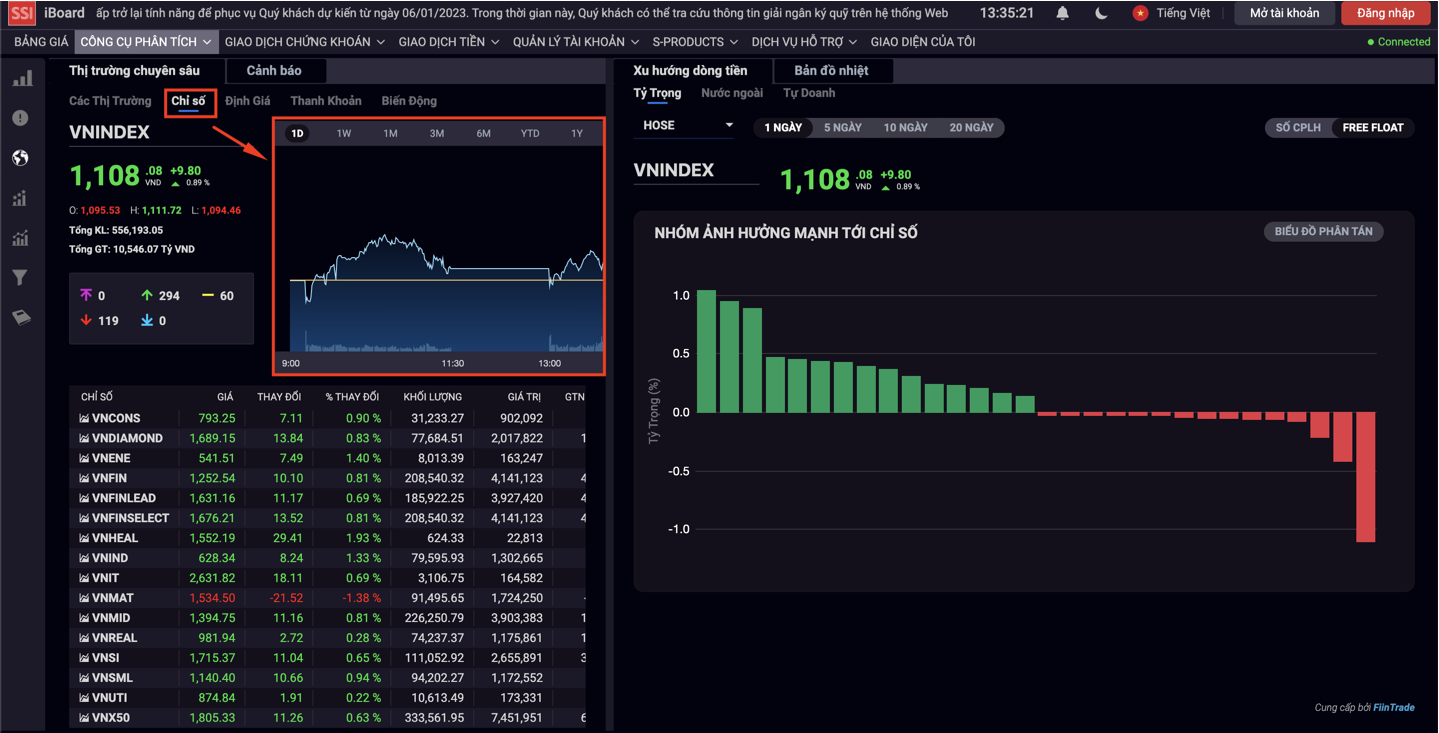 SSI iBoard ấp trở lại tính năng để phục vụ Quý khách dự kiến từ ngày 06/01/2023. Trong thời gian này, Quý khách có thể tra cứu thông tin giải ngân ký quỹ trên hệ thống Web 13:35:21 Tiếng Việt Mở tài khoản Đăng nhập
BẢNG GIÁ CÔNG CỤ PHÂN TÍCH GIAO DỊCH CHỨNG KHOÁN GIAO DỊCH TIỀN QUẢN LÝ TÀI KHOẢN S-PRODUCTS DỊCH VỤ HỖ TRỢ GIAO DIỆN CỦA TÔI Connected
Thị trường chuyên sâu Cảnh báo
Các Thị Trường Chỉ số Định Giá Thanh Khoản Biến Động
VNINDEX
1,108.08 VND +9.80 0.89 %
O: 1,095.53 H: 1,111.72 L: 1,094.46
Tổng KL: 556,193.05
Tổng GT: 10,546.07 Tỷ VND
0 294 60
119 0
1D 1W 1M 3M 6M YTD 1Y
9:00 11:30 13:00
CHỈ SỐ GIÁ THAY ĐỔI % THAY ĐỔI KHỐI LƯỢNG GIÁ TRỊ GTN
VNCONS 793.25 7.11 0.90 % 31,233.27 902,092
VNDIAMOND 1,689.15 13.84 0.83 % 77,684.51 2,017,822 1
VNENE 541.51 7.49 1.40 % 8,013.39 163,247
VNFIN 1,252.54 10.10 0.81 % 208,540.32 4,141,123 4
VNFINLEAD 1,631.16 11.17 0.69 % 185,922.25 3,927,420 4
VNFINSELECT 1,676.21 13.52 0.81 % 208,540.32 4,141,123 4
VNHEAL 1,552.19 29.41 1.93 % 624.33 22,813
VNIND 628.34 8.24 1.33 % 79,595.93 1,302,665
VNIT 2,631.82 18.11 0.69 % 3,106.75 164,582
VNMAT 1,534.50 -21.52 -1.38 % 91,495.65 1,724,250 -
VNMID 1,394.75 11.16 0.81 % 226,250.79 3,903,383 1
VNREAL 981.94 2.72 0.28 % 74,237.37 1,175,861 1
VNSI 1,715.37 11.04 0.65 % 111,052.92 2,655,891 3
VNSML 1,140.40 10.66 0.94 % 94,202.27 1,172,552
VNUTI 874.84 1.91 0.22 % 10,613.49 173,331
VNX50 1,805.33 11.26 0.63 % 333,561.95 7,451,951 6
Xu hướng dòng tiền Bản đồ nhiệt
Tỷ Trọng Nước ngoài Tự Doanh
HOSE 1 NGÀY 5 NGÀY 10 NGÀY 20 NGÀY SỐ CPLH FREE FLOAT
VNINDEX 1,108.08 VND +9.80 0.89 %
NHÓM ẢNH HƯỞNG MẠNH TỚI CHỈ SỐ BIỂU ĐỒ PHÂN TÁN
1.0
0.5
0.0
-0.5
-1.0
Tỷ Trọng (%)
Cung cấp bởi FiinTrade